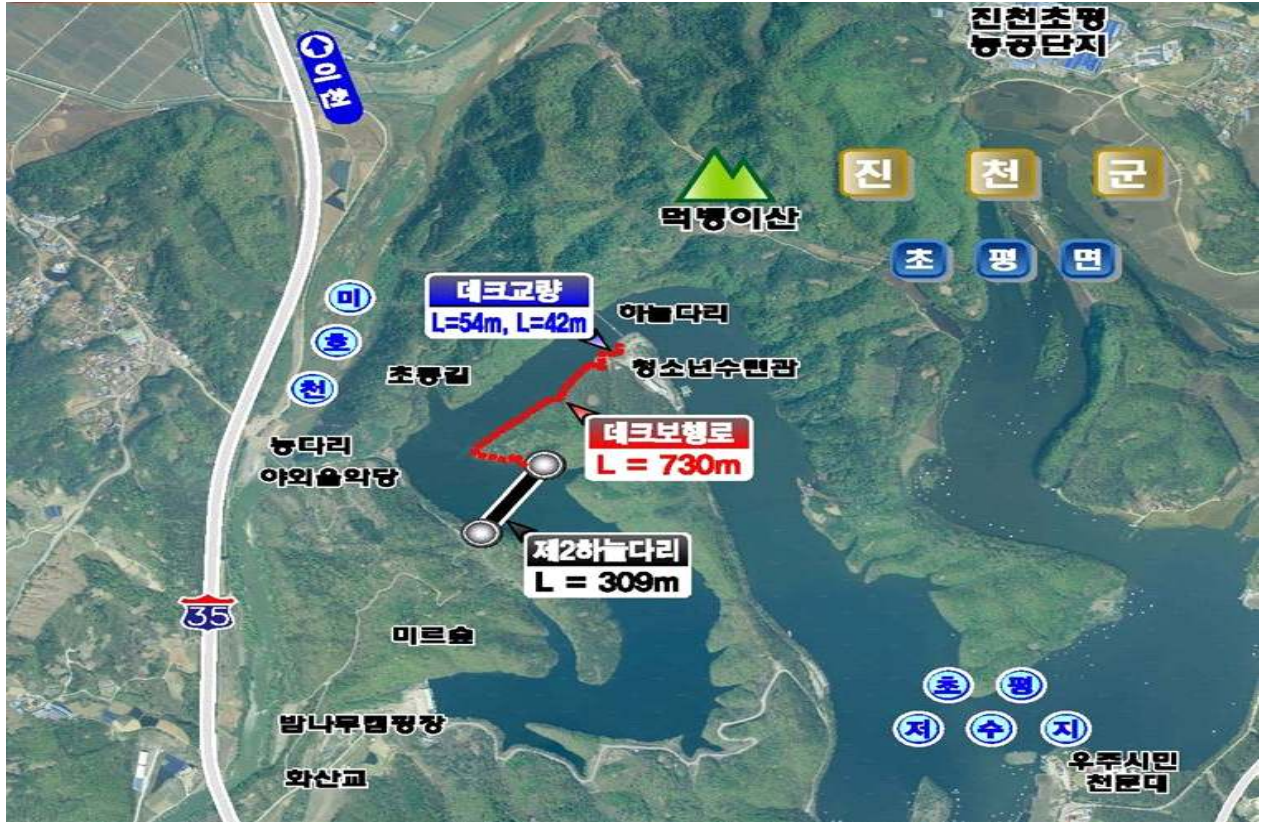 진천초평
농공단지
으천
진 천 군
먹뱅이산
초 평 면
미
호
천
데크교량
L=54m, L=42m
하늘다리
청소년수련관
초롱길
데크보행로
L = 730m
농다리
야외음악당
제2하늘다리
L = 309m
35
미르숲
초 평
저 수 지
밤나무캠핑장
화산교
우주시민
천문대